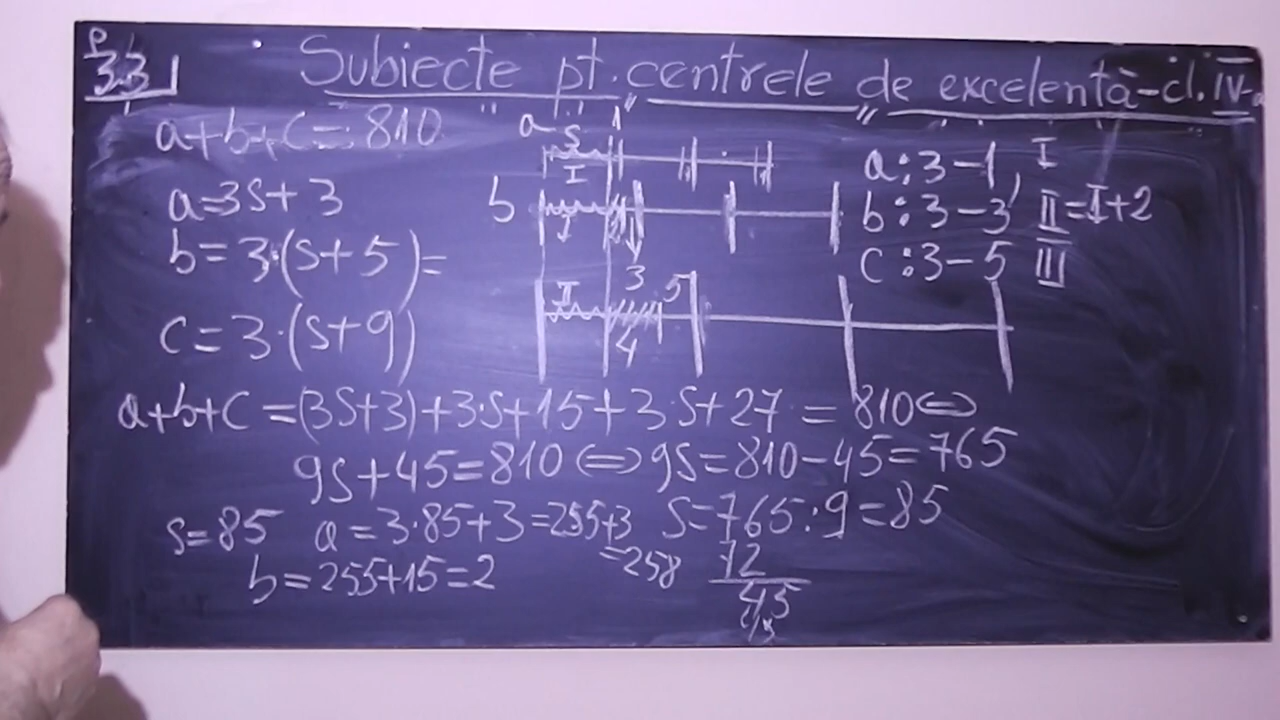 P
33
Subiecte pt. centrele de excelență-cl. IV-a
a+b+c=810
a=3s+3
b=3·(s+5)=
c=3·(s+9)
a
s
1
I
b
I
3
I
4
5
a:3-1, I
b:3-3, II=I+2
c:3-5 III
a+b+c=(3s+3)+3·s+15+3·s+27=810⇔
9s+45=810⇔9s=810-45=765
s=85 a=3·85+3=255+3 s=765:9=85
=258
72
b=255+15=2
45
45